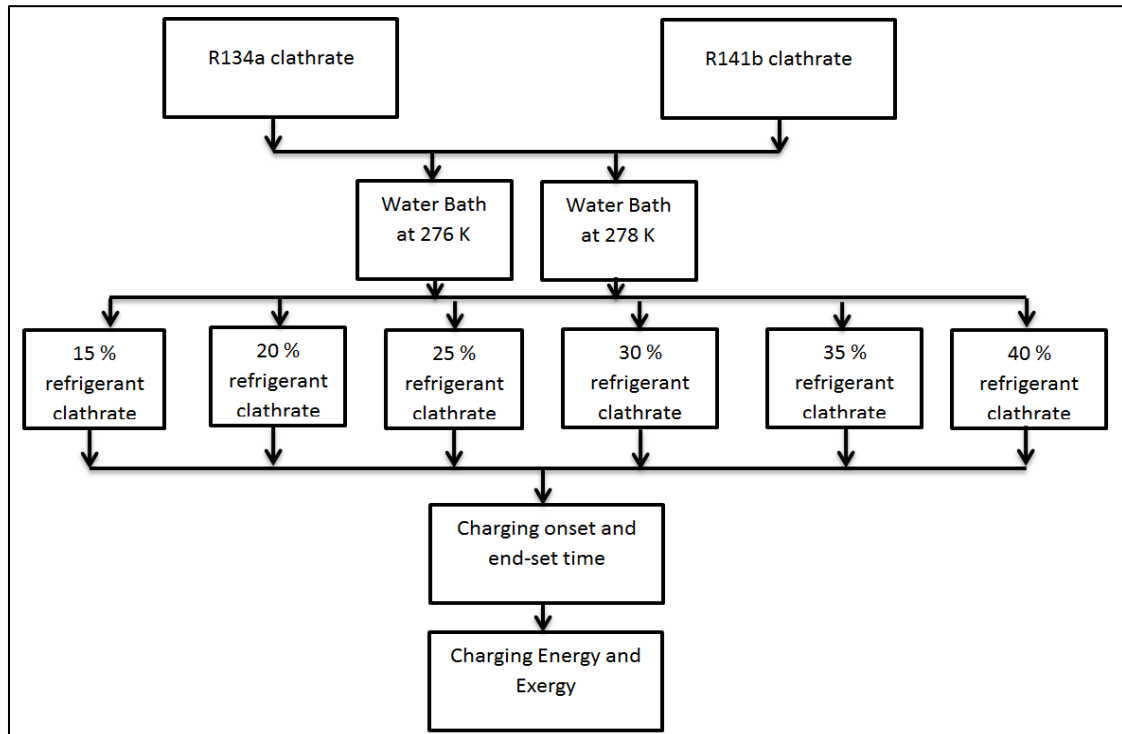 R134a clathrate
R141b clathrate
Water Bath
at 276 K
Water Bath
at 278 K
15 %
refrigerant
clathrate
20 %
refrigerant
clathrate
25 %
refrigerant
clathrate
30 %
refrigerant
clathrate
35 %
refrigerant
clathrate
40 %
refrigerant
clathrate
Charging onset and
end-set time
Charging Energy and
Exergy